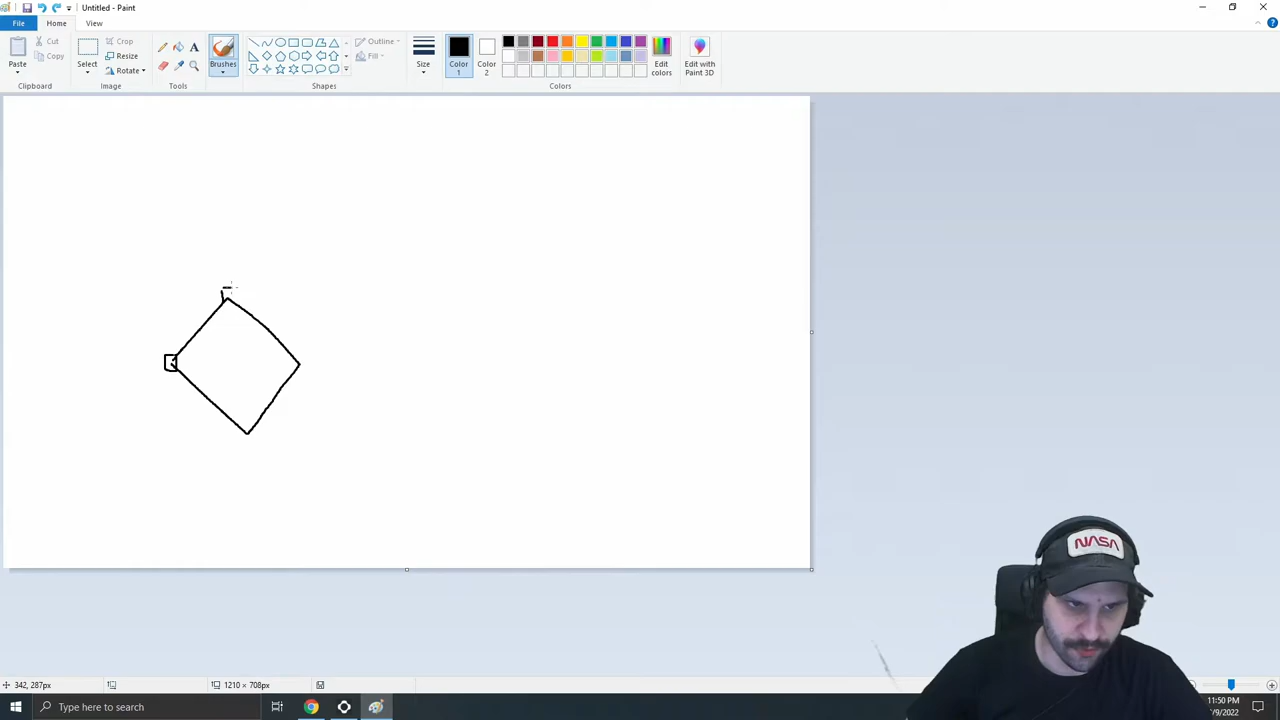 Untitled - Paint
File
Home
View
Paste
Cut
Copy
Clipboard
Select
Crop
Resize
Rotate
Image
Tools
Brushes
Outline
Fill
Shapes
Size
Color 1
Color 2
Edit colors
Edit with Paint 3D
Colors
NASA
342, 287px
1210 × 708px
Type here to search
11:50 PM
/9/2022